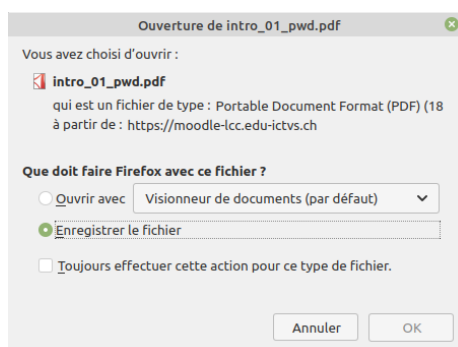 Ouverture de intro_01_pwd.pdf
Vous avez choisi d'ouvrir :
intro_01_pwd.pdf
qui est un fichier de type : Portable Document Format (PDF) (18
à partir de : https://moodle-lcc.edu-ictvs.ch
Que doit faire Firefox avec ce fichier ?
Ouvrir avec Visionneur de documents (par défaut)
Enregistrer le fichier
Toujours effectuer cette action pour ce type de fichier.
Annuler OK